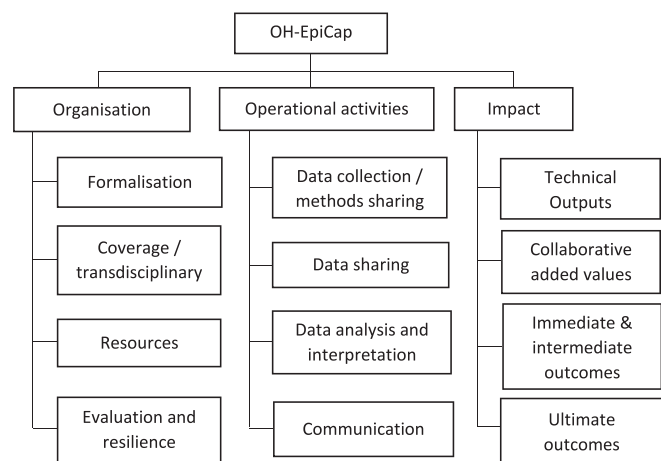 OH-EpiCap
Organisation
Operational activities
Impact
Formalisation
Coverage /
transdisciplinary
Resources
Evaluation and
resilience
Data collection /
methods sharing
Data sharing
Data analysis and
interpretation
Communication
Technical
Outputs
Collaborative
added values
Immediate &
intermediate
outcomes
Ultimate
outcomes